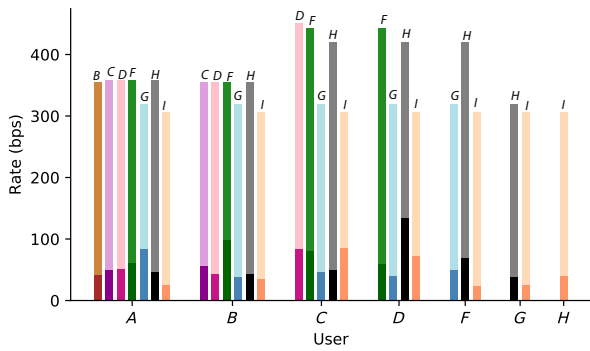 D F F
H H H
B C D F H C D F H
G G G G G H
I I I I I I I
400
300
200
100
0
Rate (bps)
A B C D F G H
User